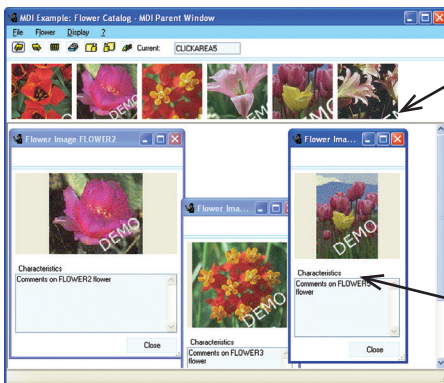 MDI Example: Flower Catalog - MDI Parent Window
File Flower Display ?
Current: CLICKAREA5
DEMO DEMO DEMO DEMO DEMO DEMO
Flower Image FLOWER2
DEMO
Characteristics
Comments on FLOWER2 flower
Close
Flower Ima...
DEMO
Characteristics
Comments on FLOWER3
flower
Flower Ima...
DEMO
Characteristics
Comments on FLOWER5
flower
Close